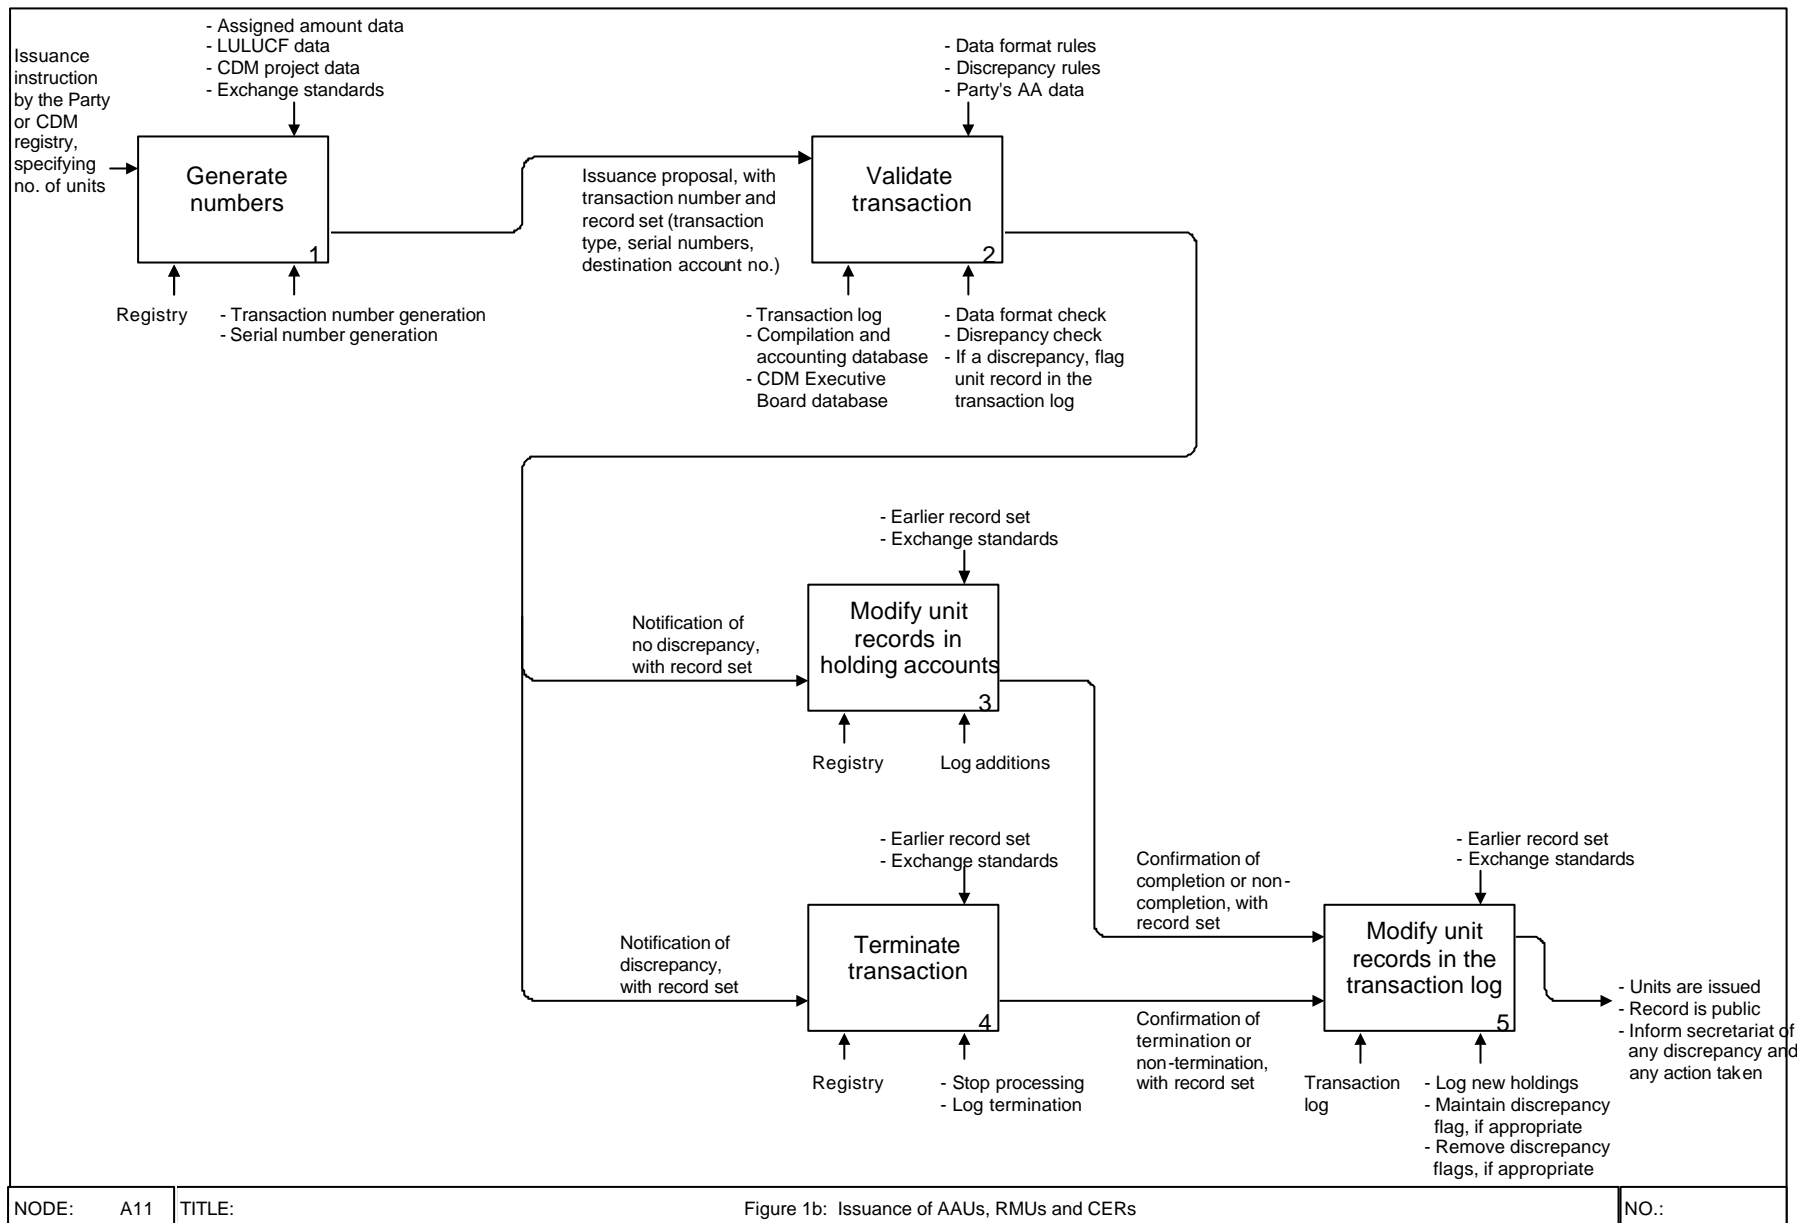 Issuance
instruction
by the Party
or CDM
registry,
specifying
no. of units
- Assigned amount data
- LULUCF data
- CDM project data
- Exchange standards
Generate
numbers
1
Registry
- Transaction number generation
- Serial number generation
Issuance proposal, with
transaction number and
record set (transaction
type, serial numbers,
destination account no.)
- Data format rules
- Discrepancy rules
- Party's AA data
Validate
transaction
2
- Transaction log
- Compilation and
accounting database
- CDM Executive
Board database
- Data format check
- Disrepancy check
- If a discrepancy, flag
unit record in the
transaction log
- Earlier record set
- Exchange standards
Notification of
no discrepancy,
with record set
Modify unit
records in
holding accounts
3
Registry
Log additions
- Earlier record set
- Exchange standards
Notification of
discrepancy,
with record set
Terminate
transaction
4
Registry
- Stop processing
- Log termination
Confirmation of
completion or non-
completion, with
record set
Confirmation of
termination or
non-termination,
with record set
- Earlier record set
- Exchange standards
Modify unit
records in the
transaction log
5
Transaction
log
- Log new holdings
- Maintain discrepancy
flag, if appropriate
- Remove discrepancy
flags, if appropriate
- Units are issued
- Record is public
- Inform secretariat of
any discrepancy and
any action taken
NODE: A11 TITLE: Figure 1b: Issuance of AAUs, RMUs and CERs NO.: